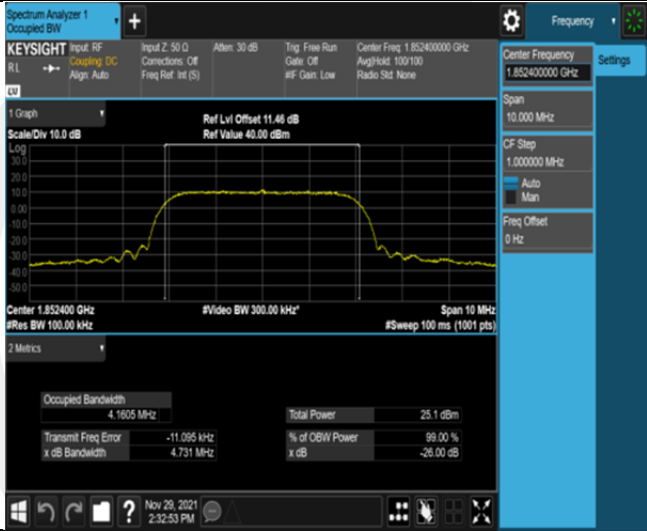 Spectrum Analyzer 1
Occupied BW
+
Frequency
KEYSIGHT
R L
Input: RF
Coupling: DC
Align: Auto
Input Z: 50 Ω
Corrections: Off
Freq Ref: Int (S)
Atten: 30 dB
Trig: Free Run
Gate: Off
#IF Gain: Low
Center Freq: 1.852400000 GHz
Avg|Hold: 100/100
Radio Std: None
Center Frequency
1.852400000 GHz
Settings
Span
10.000 MHz
CF Step
1.000000 MHz
Auto
Man
Freq Offset
0 Hz
1 Graph
Scale/Div 10.0 dB
Ref Lvl Offset 11.46 dB
Ref Value 40.00 dBm
Log
30.0
20.0
10.0
0.00
-10.0
-20.0
-30.0
-40.0
-50.0
Center 1.852400 GHz
#Video BW 300.00 kHz*
Span 10 MHz
#Res BW 100.00 kHz
#Sweep 100 ms (1001 pts)
2 Metrics
Occupied Bandwidth
4.1605 MHz
Total Power 25.1 dBm
Transmit Freq Error -11.095 kHz
% of OBW Power 99.00 %
x dB Bandwidth 4.731 MHz
x dB -26.00 dB
?
Nov 29, 2021
2:32:53 PM